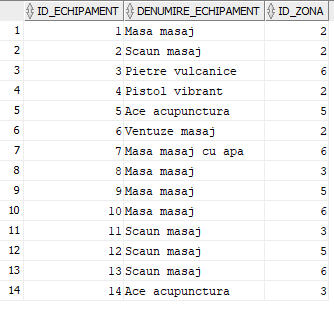 ID_ECHIPAMENT DENUMIRE_ECHIPAMENT ID_ZONA
1 1 Masa masaj 2
2 2 Scaun masaj 2
3 3 Pietre vulcanice 6
4 4 Pistol vibrant 2
5 5 Ace acupunctura 5
6 6 Ventuze masaj 2
7 7 Masa masaj cu apa 6
8 8 Masa masaj 3
9 9 Masa masaj 5
10 10 Masa masaj 6
11 11 Scaun masaj 3
12 12 Scaun masaj 5
13 13 Scaun masaj 6
14 14 Ace acupunctura 3